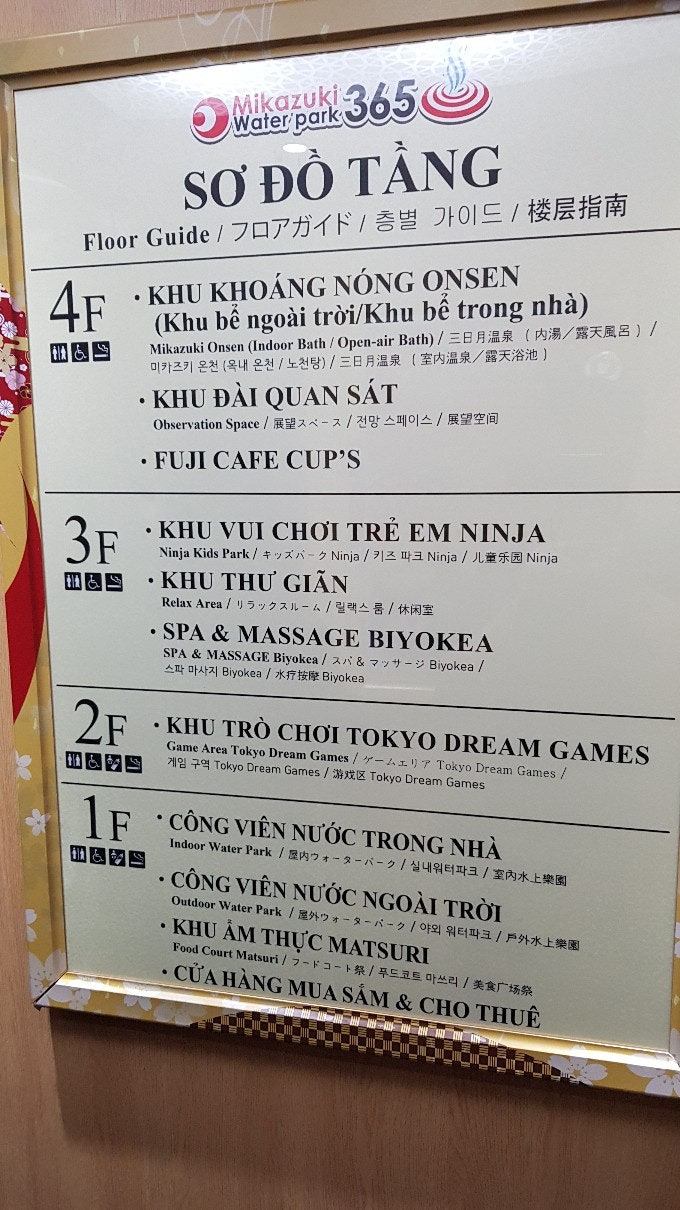 Mikazuki
Water park 365
SƠ ĐỒ TẦNG
Floor Guide / フロアガイド / 층별 가이드 / 楼层指南
4F
• KHU KHOÁNG NÓNG ONSEN
(Khu bể ngoài trời/Khu bể trong nhà)
Mikazuki Onsen (Indoor Bath / Open-air Bath) / 三日月温泉 （ 内湯／露天風呂 ） /
미카즈키 온천 (옥내 온천 / 노천탕) / 三日月温泉 （ 室内温泉／露天浴池 ）
• KHU ĐÀI QUAN SÁT
Observation Space / 展望スペース / 전망 스페이스 / 展望空间
• FUJI CAFE CUP'S
3F
• KHU VUI CHƠI TRẺ EM NINJA
Ninja Kids Park / キッズパーク Ninja / 키즈 파크 Ninja / 儿童乐园 Ninja
• KHU THƯ GIÃN
Relax Area / リラックスルーム / 릴랙스 룸 / 休闲室
• SPA & MASSAGE BIYOKEA
SPA & MASSAGE Biyokea / スパ & マッサージ Biyokea /
스파 마사지 Biyokea / 水疗按摩 Biyokea
2F
• KHU TRÒ CHƠI TOKYO DREAM GAMES
Game Area Tokyo Dream Games / ゲームエリア Tokyo Dream Games /
게임 구역 Tokyo Dream Games / 游戏区 Tokyo Dream Games
1F
• CÔNG VIÊN NƯỚC TRONG NHÀ
Indoor Water Park / 屋内ウォーターパーク / 실내워터파크 / 室內水上樂園
• CÔNG VIÊN NƯỚC NGOÀI TRỜI
Outdoor Water Park / 屋外ウォーターパーク / 야외 워터파크 / 戶外水上樂園
• KHU ẨM THỰC MATSURI
Food Court Matsuri / フードコート祭 / 푸드코트 마쓰리 / 美食广场祭
• CỬA HÀNG MUA SẮM & CHO THUÊ